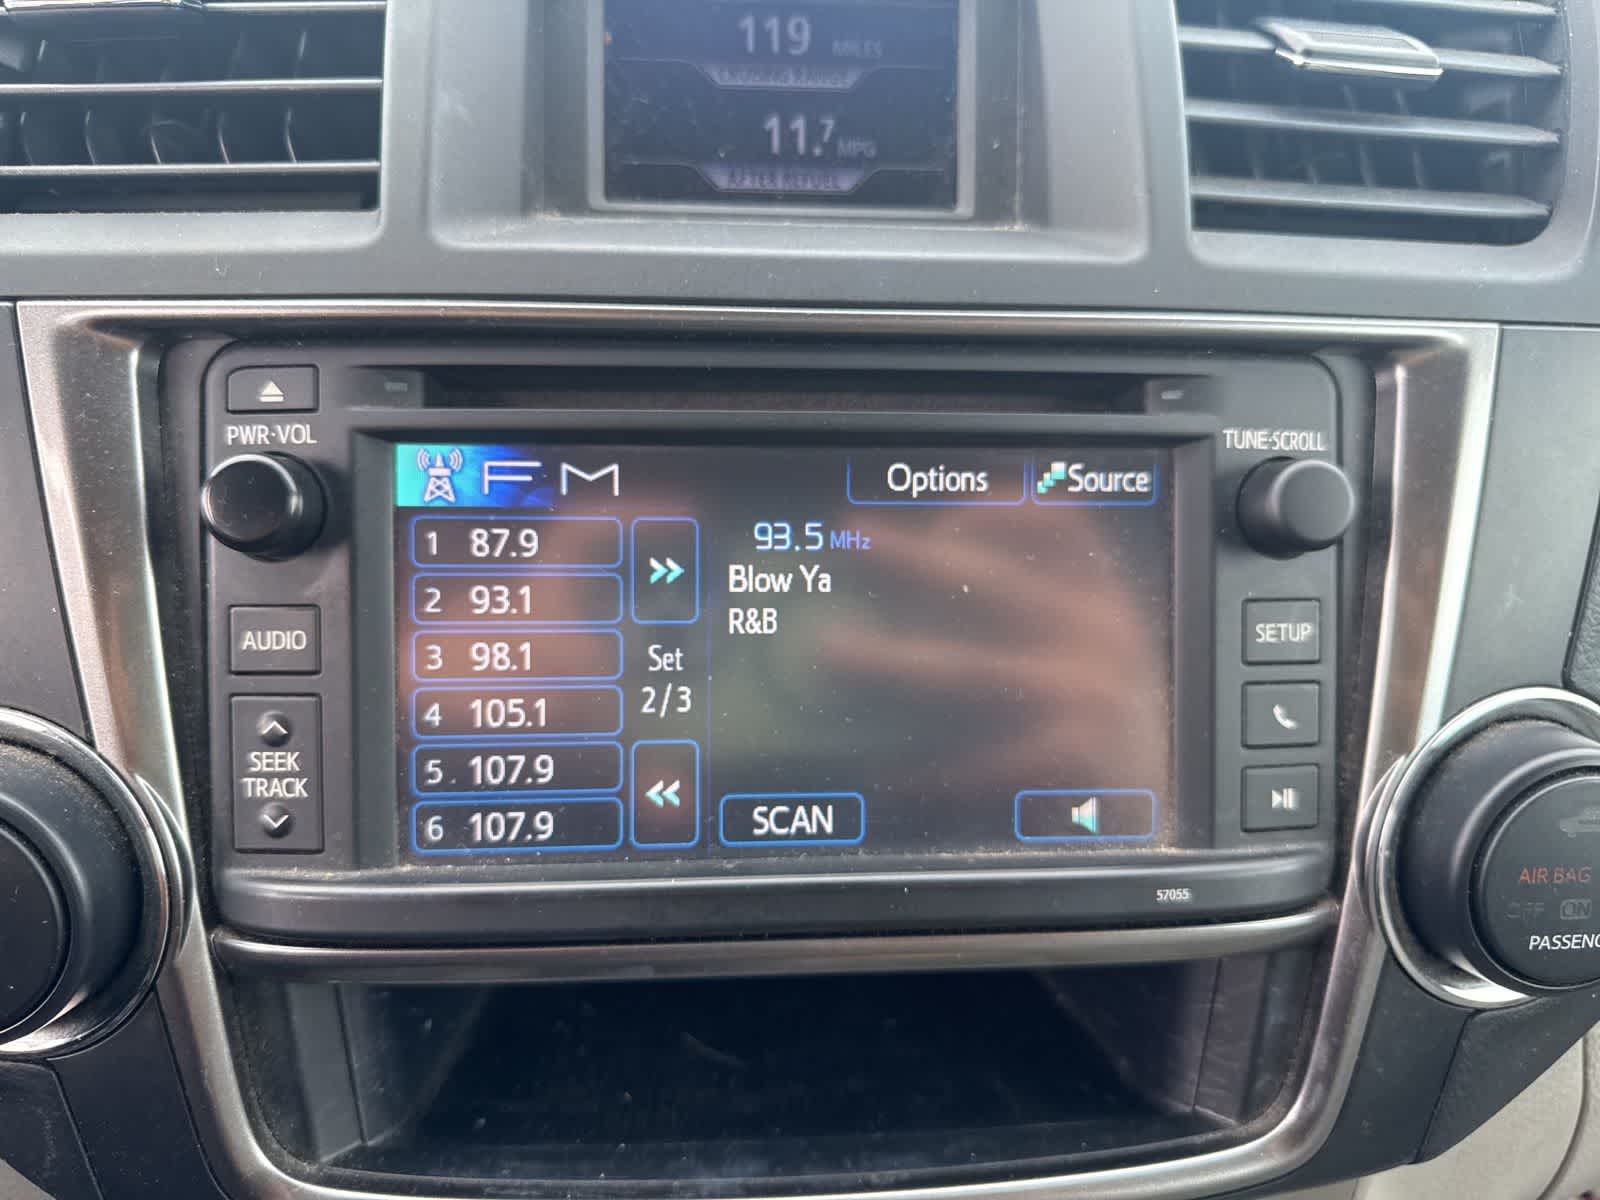 119 MILES
CRUISING RANGE
11.7 MPG
AFTER REFUEL
PWR·VOL
TUNE·SCROLL
FM
Options
Source
1 87.9
2 93.1
3 98.1
4 105.1
5. 107.9
6 107.9
Set
2/3
93.5 MHz
Blow Ya
R&B
SCAN
AUDIO
SEEK
TRACK
SETUP
57055
AIR BAG
OFF ON
PASSENG